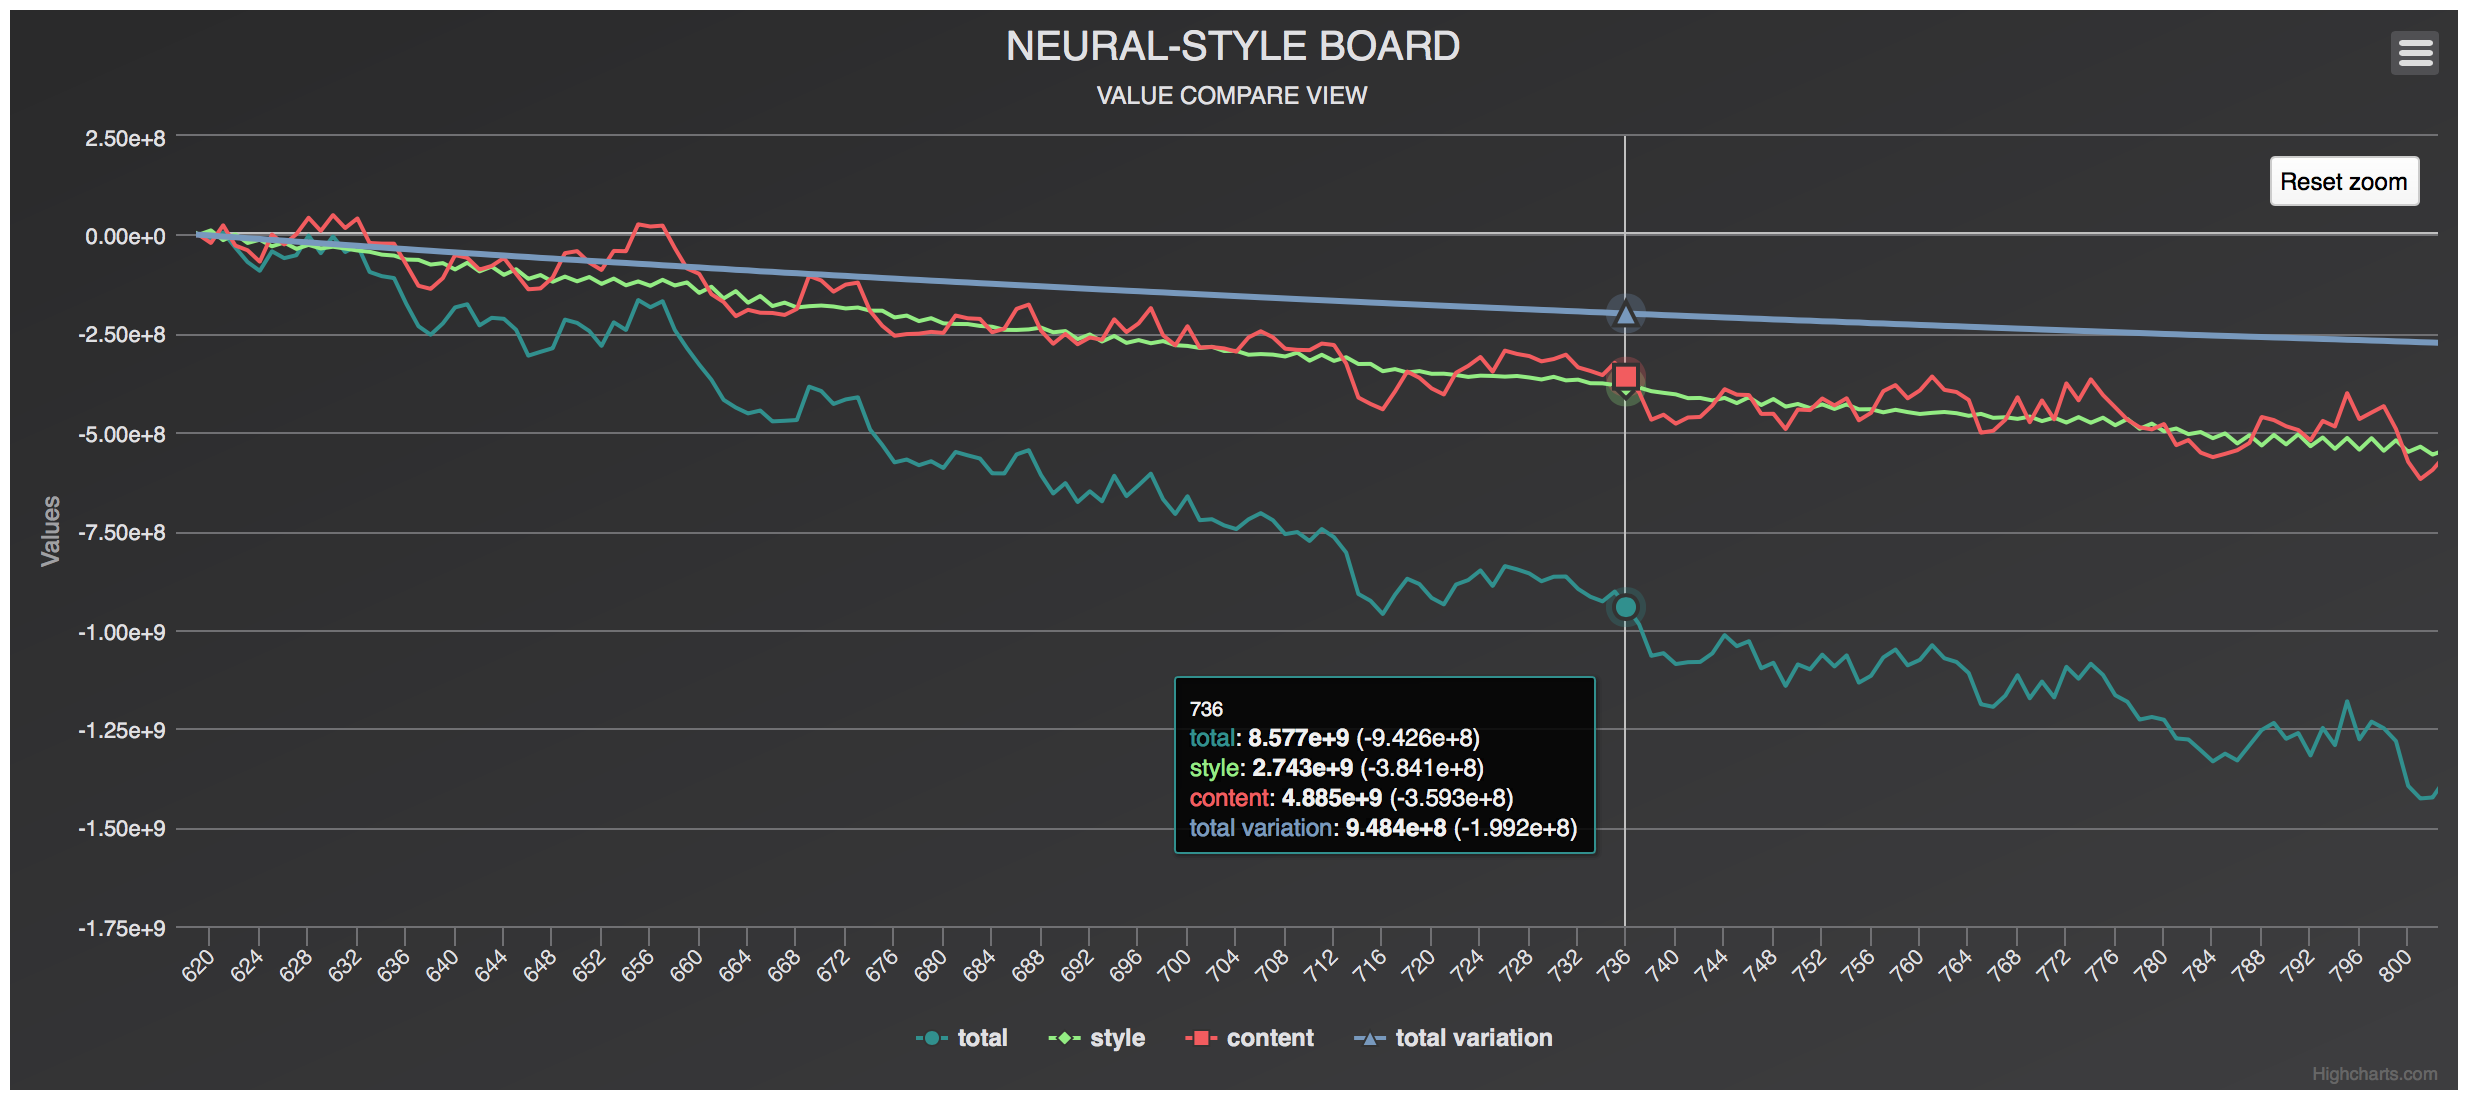 NEURAL-STYLE BOARD
VALUE COMPARE VIEW
Reset zoom
Values
2.50e+8
0.00e+0
-2.50e+8
-5.00e+8
-7.50e+8
-1.00e+9
-1.25e+9
-1.50e+9
-1.75e+9
736
total: 8.577e+9 (-9.426e+8)
style: 2.743e+9 (-3.841e+8)
content: 4.885e+9 (-3.593e+8)
total variation: 9.484e+8 (-1.992e+8)
620 624 628 632 636 640 644 648 652 656 660 664 668 672 676 680 684 688 692 696 700 704 708 712 716 720 724 728 732 736 740 744 748 752 756 760 764 768 772 776 780 784 788 792 796 800
total style content total variation
Highcharts.com